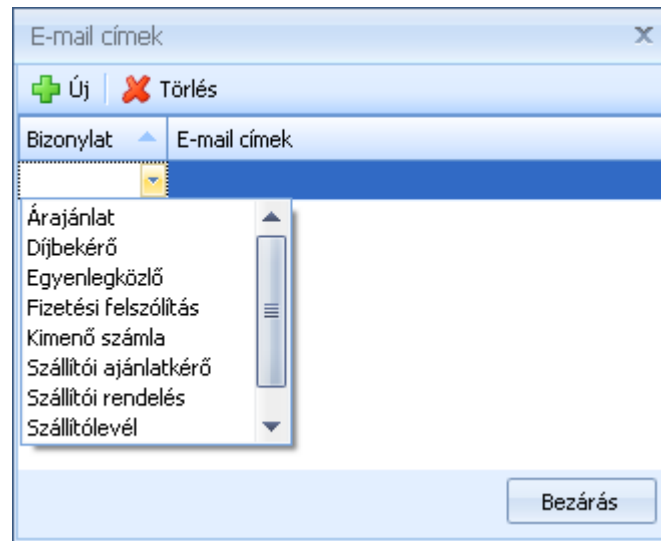 E-mail címek
Új Törlés
Bizonylat E-mail címek
Árajánlat
Díjbekérő
Egyenlegközlő
Fizetési felszólítás
Kimenő számla
Szállítói ajánlatkérő
Szállítói rendelés
Szállítólevél
Bezárás